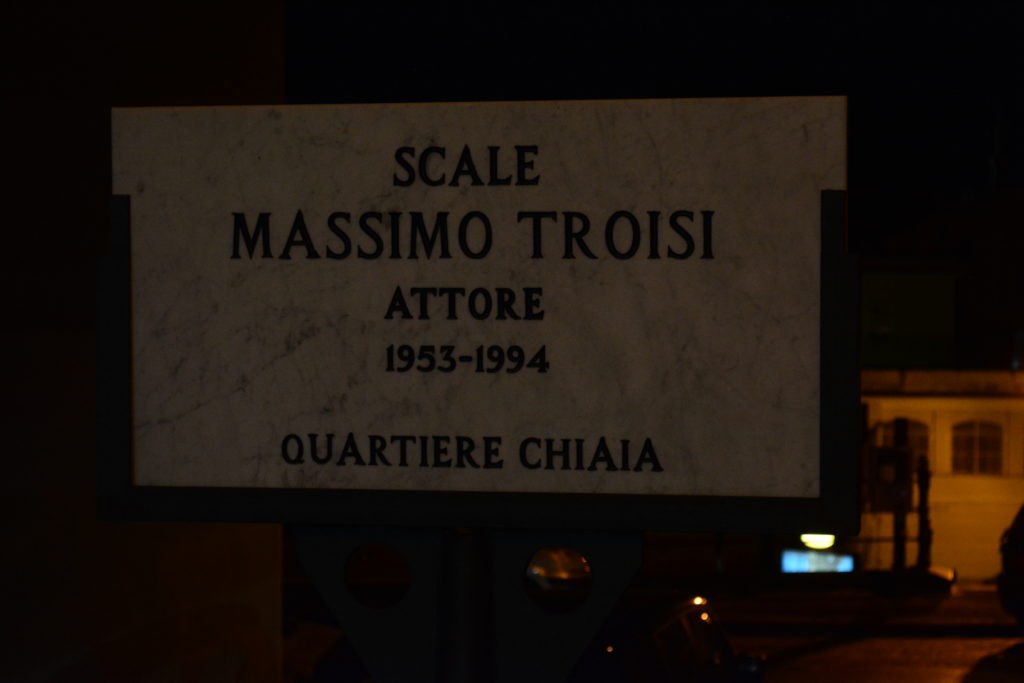 SCALE
MASSIMO TROISI
ATTORE
1953-1994
QUARTIERE CHIAIA